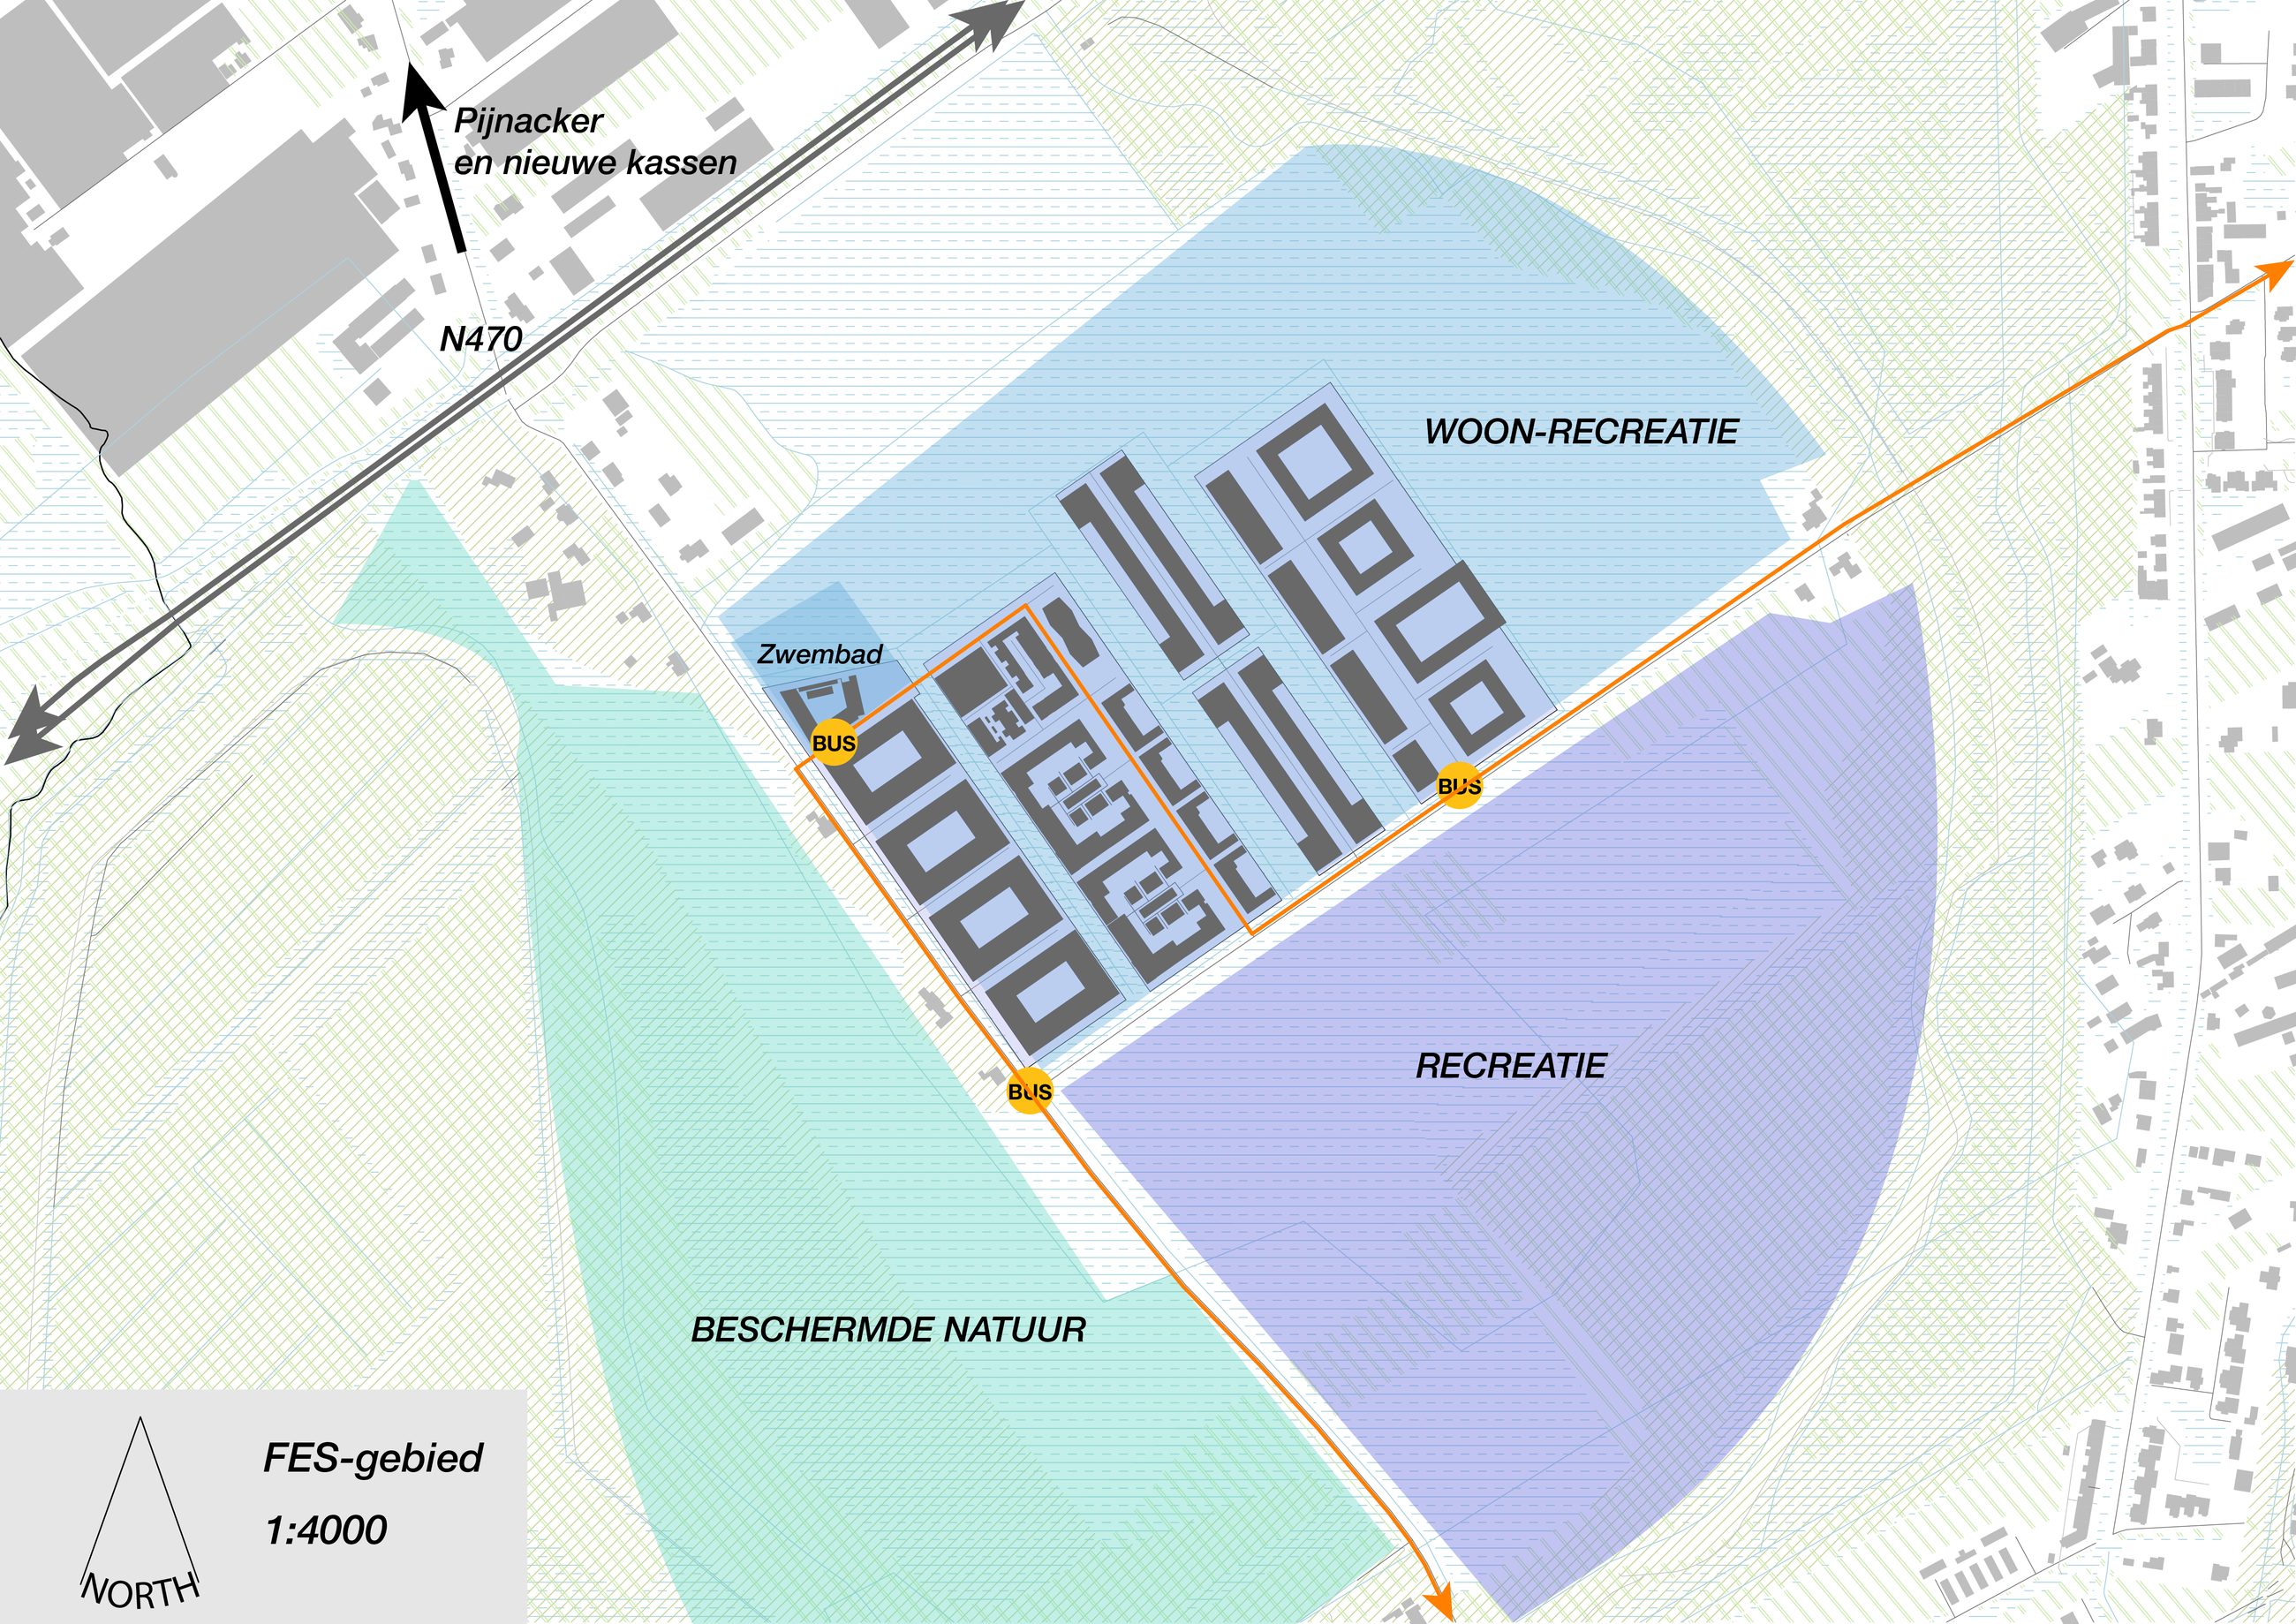 Pijnacker
en nieuwe kassen
N470
WOON-RECREATIE
Zwembad
BUS
BUS
BUS
RECREATIE
BESCHERMDE NATUUR
FES-gebied
1:4000
NORTH